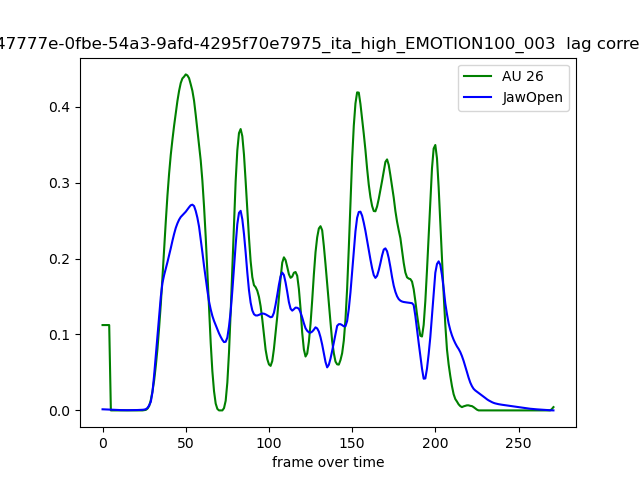 47777e-0fbe-54a3-9afd-4295f70e7975_ita_high_EMOTION100_003 lag corre
AU 26
JawOpen
0.4
0.3
0.2
0.1
0.0
0 50 100 150 200 250
frame over time